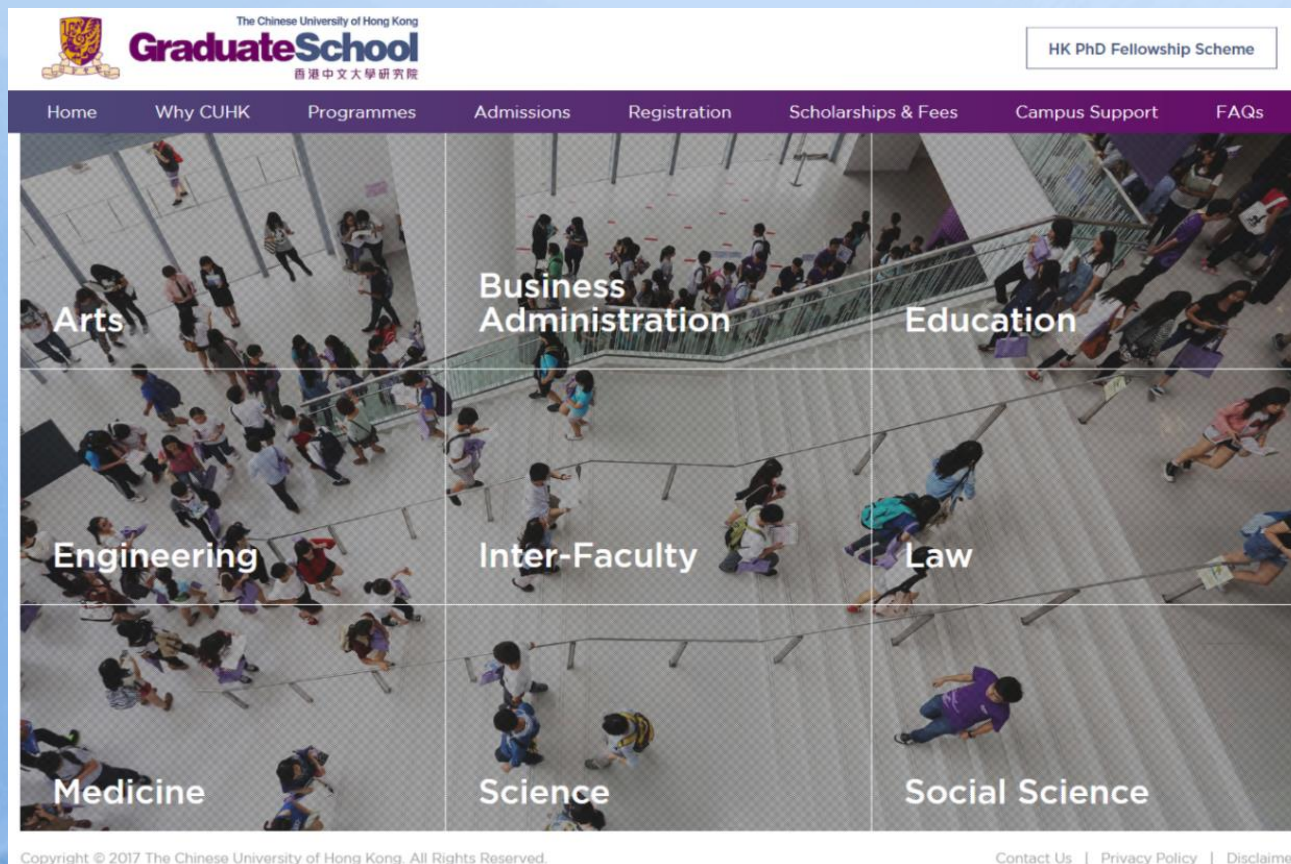 The Chinese University of Hong Kong
GraduateSchool
香港中文大學研究院
HK PhD Fellowship Scheme
Home Why CUHK Programmes Admissions Registration Scholarships & Fees Campus Support FAQs
Arts
Business
Administration
Education
Engineering
Inter-Faculty
Law
Medicine
Science
Social Science
Copyright © 2017 The Chinese University of Hong Kong. All Rights Reserved.
Contact Us | Privacy Policy | Disclaime